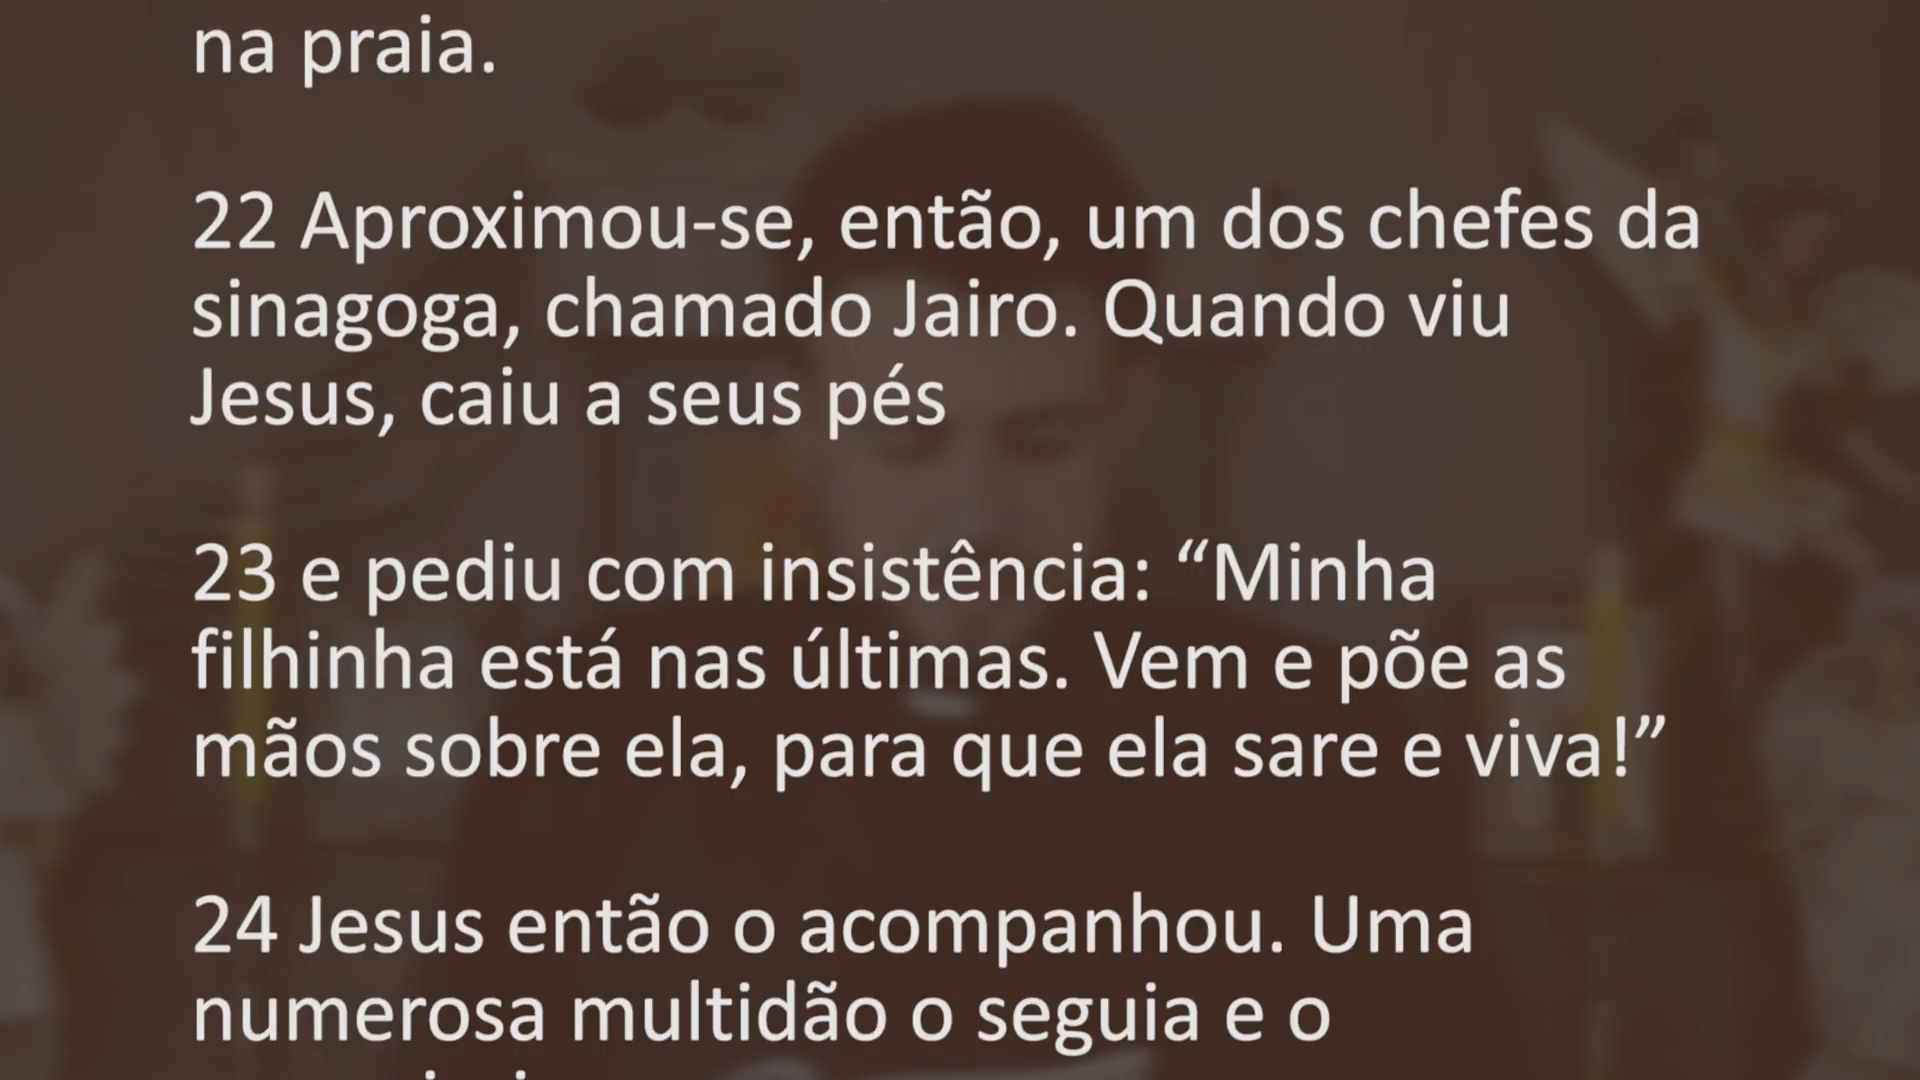 na praia.
22 Aproximou-se, então, um dos chefes da
sinagoga, chamado Jairo. Quando viu
Jesus, caiu a seus pés
23 e pediu com insistência: “Minha
filhinha está nas últimas. Vem e põe as
mãos sobre ela, para que ela sare e viva!”
24 Jesus então o acompanhou. Uma
numerosa multidão o seguia e o